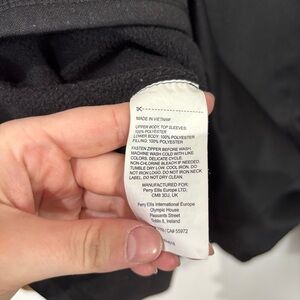 MADE IN VIETNAM
UPPER BODY, TOP SLEEVES:
100% POLYESTER
LOWER BODY: 100% POLYESTER
FILLING: 100% POLYESTER
FASTEN ZIPPER BEFORE WASH.
MACHINE WASH COLD WITH LIKE
COLORS. DELICATE CYCLE.
NON-CHLORINE BLEACH IF NEEDED.
TUMBLE DRY LOW. COOL IRON. DO
NOT IRON LOGO. DO NOT IRON NECK
LABEL. DO NOT DRY CLEAN.
MANUFACTURED FOR:
Perry Ellis Europe LTD,
CM8 3DJ, UK
Perry Ellis International Europe
Olympic House
Pleasants Street
Dublin 8, Ireland
CA# 55972